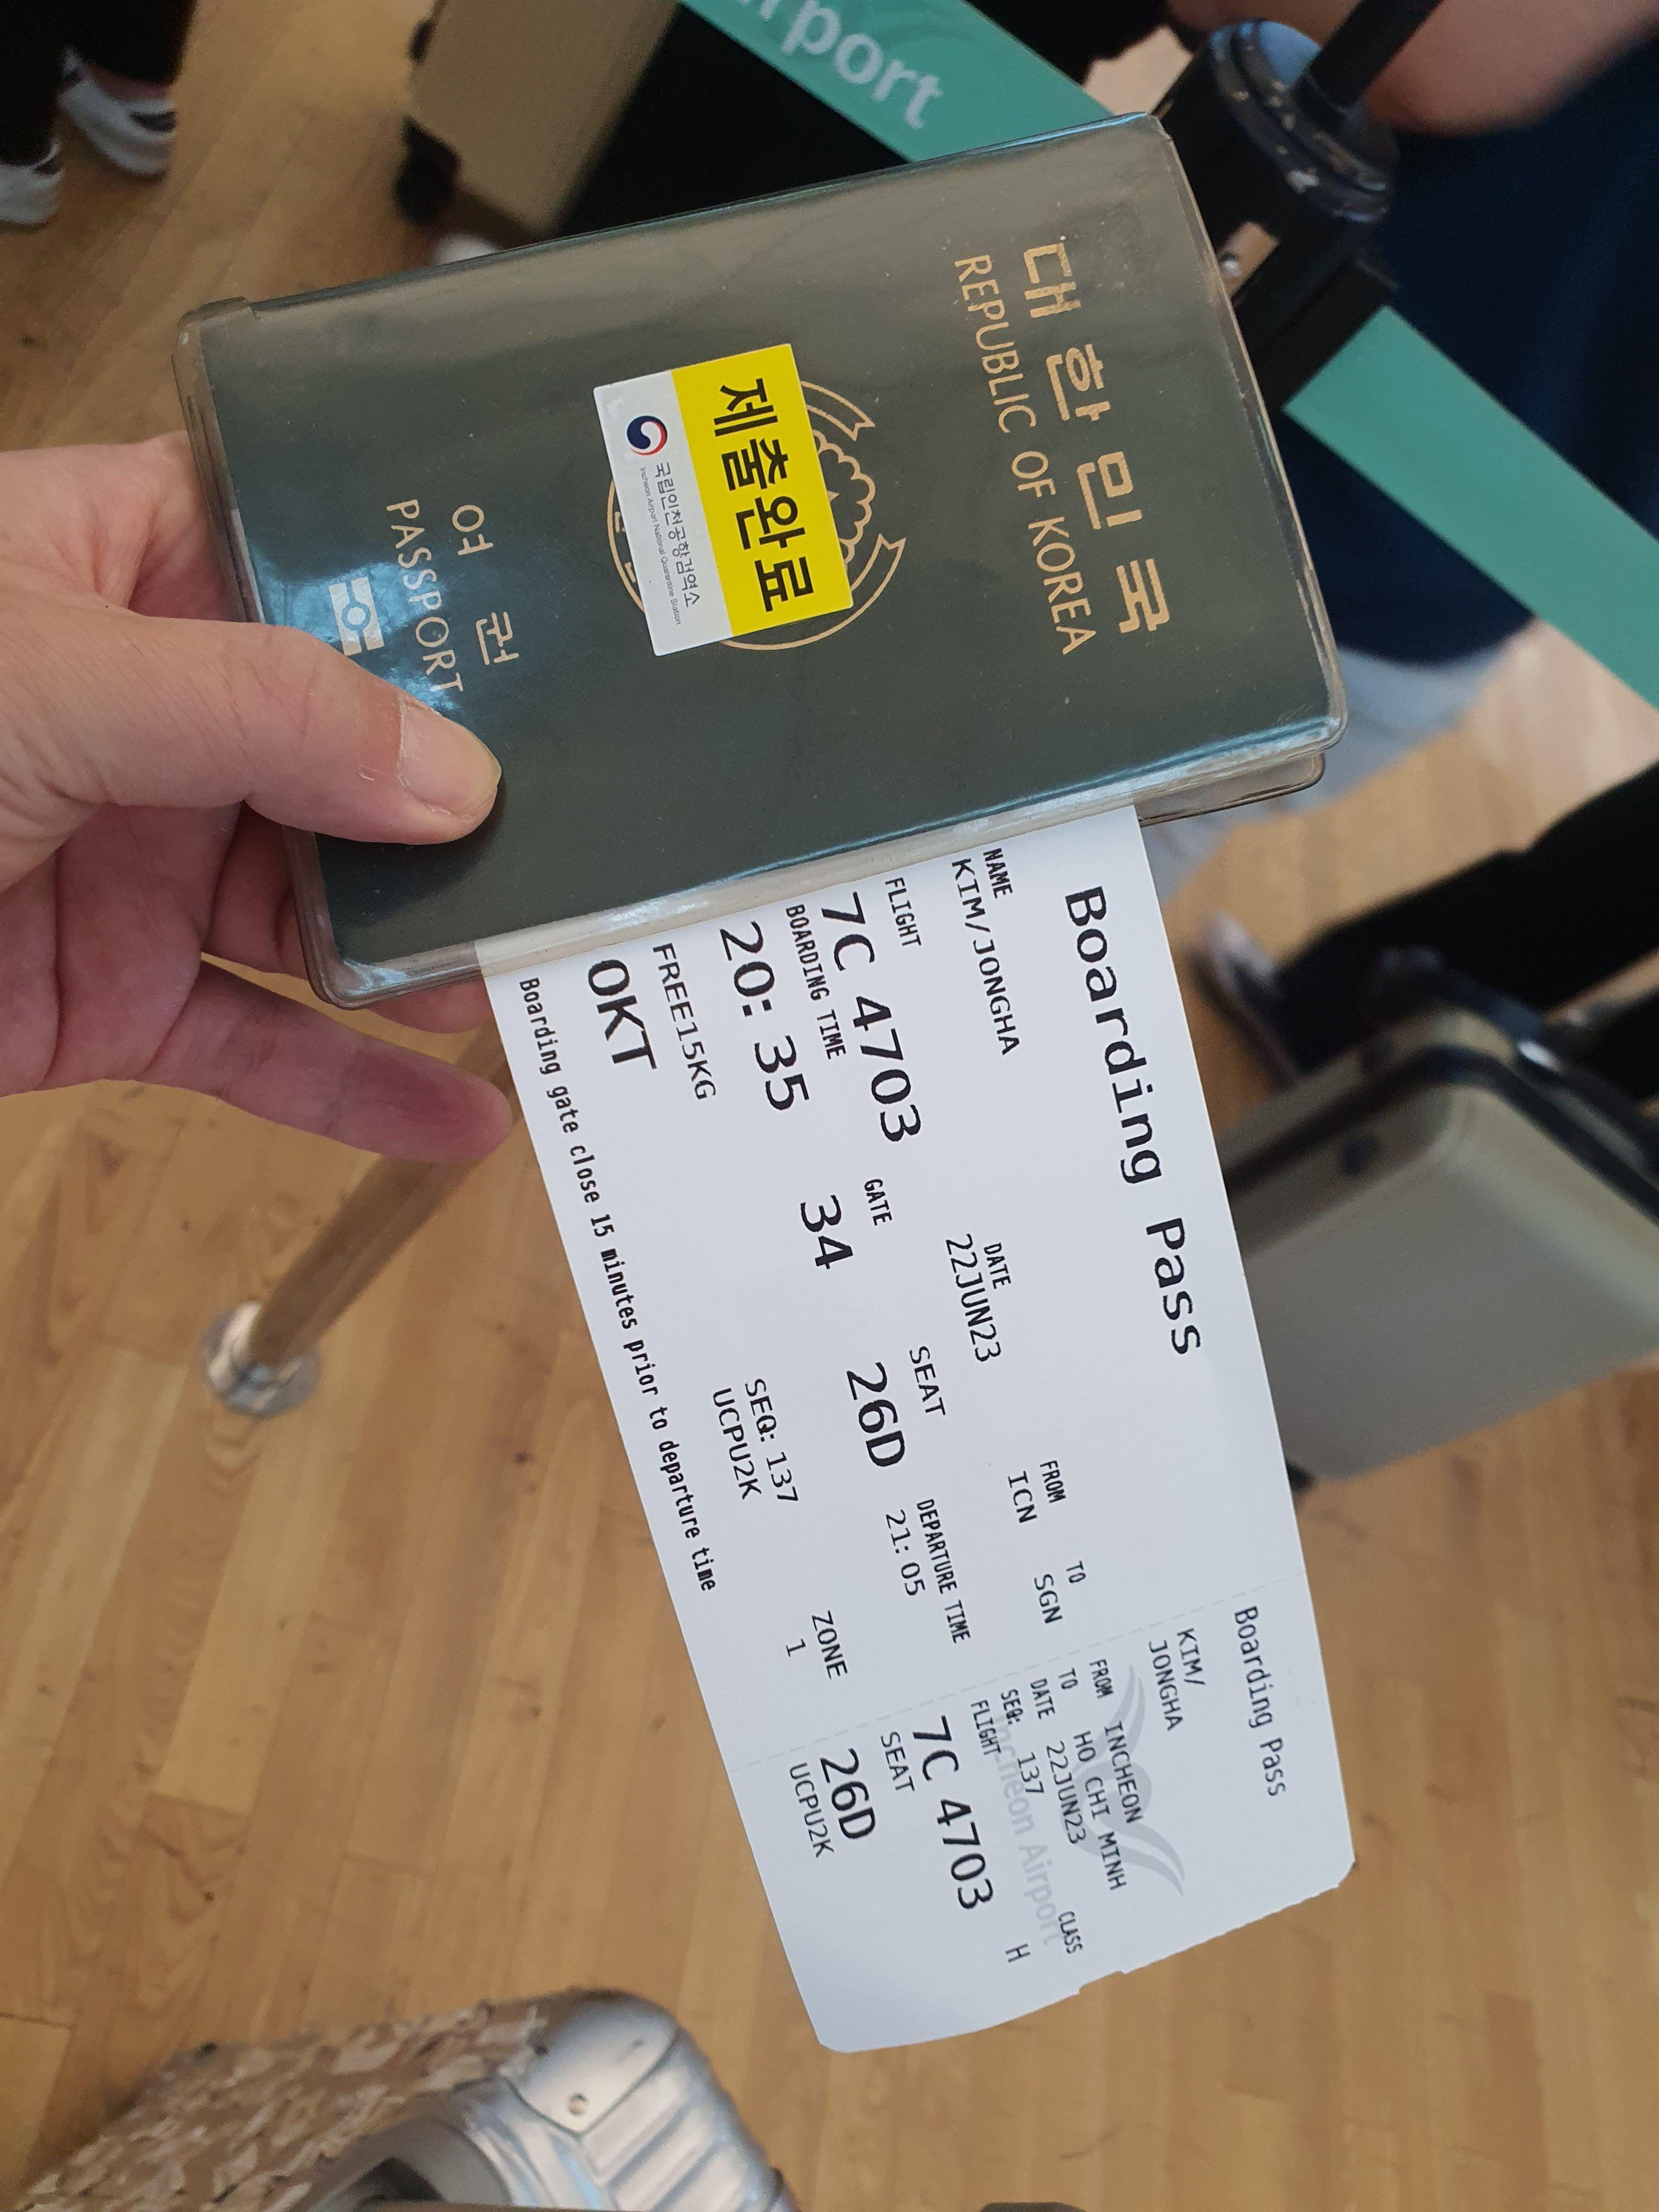 rport
대한민국
REPUBLIC OF KOREA
제출완료
국립인천공항검역소
Incheon Airport National Quarantine Station
여권
PASSPORT
Boarding Pass
NAME
KIM/JONGHA
DATE
22JUN23
FROM
ICN
TO
SGN
FLIGHT
7C 4703
GATE
34
SEAT
26D
DEPARTURE TIME
21:05
BOARDING TIME
20:35
FREE15KG
SEQ: 137
UCPU2K
ZONE
1
OKT
Boarding gate close 15 minutes prior to departure time
Boarding Pass
KIM/
JONGHA
FROM INCHEON
TO HO CHI MINH
DATE 22JUN23 CLASS
SEQ: 137 H
Incheon Airport
FLIGHT
7C 4703
SEAT
26D
UCPU2K